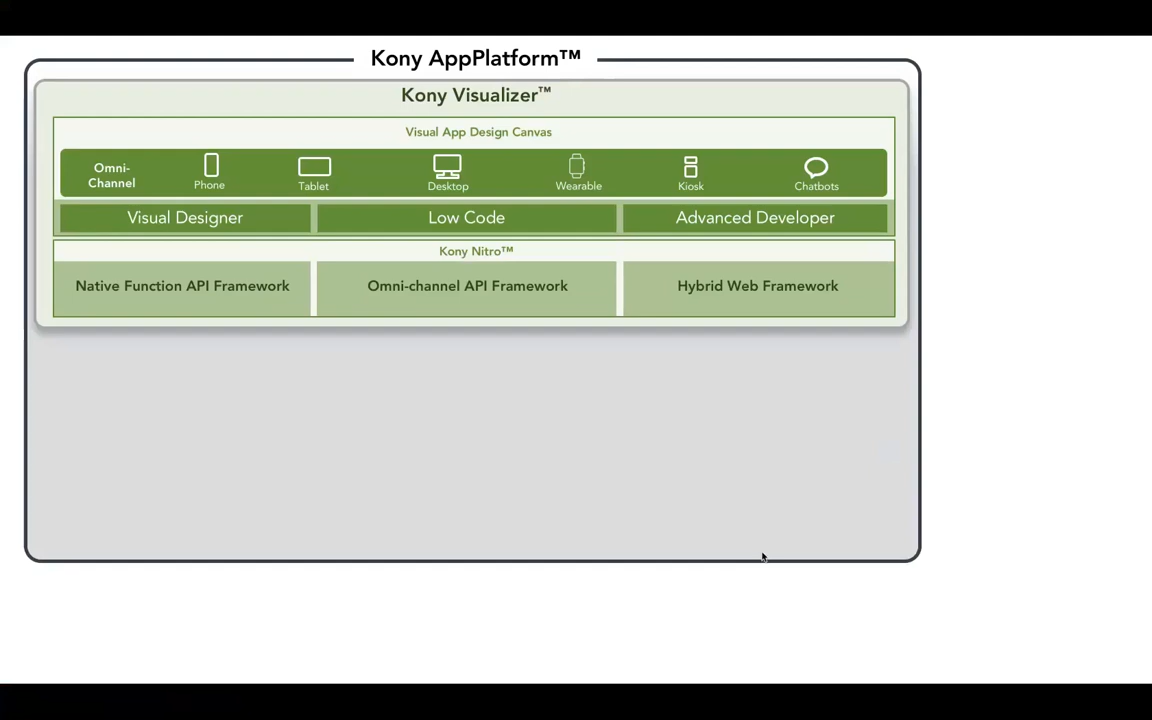 Kony AppPlatform™
Kony Visualizer™
Visual App Design Canvas
Omni-
Channel
Phone
Tablet
Desktop
Wearable
Kiosk
Chatbots
Visual Designer
Low Code
Advanced Developer
Kony Nitro™
Native Function API Framework
Omni-channel API Framework
Hybrid Web Framework